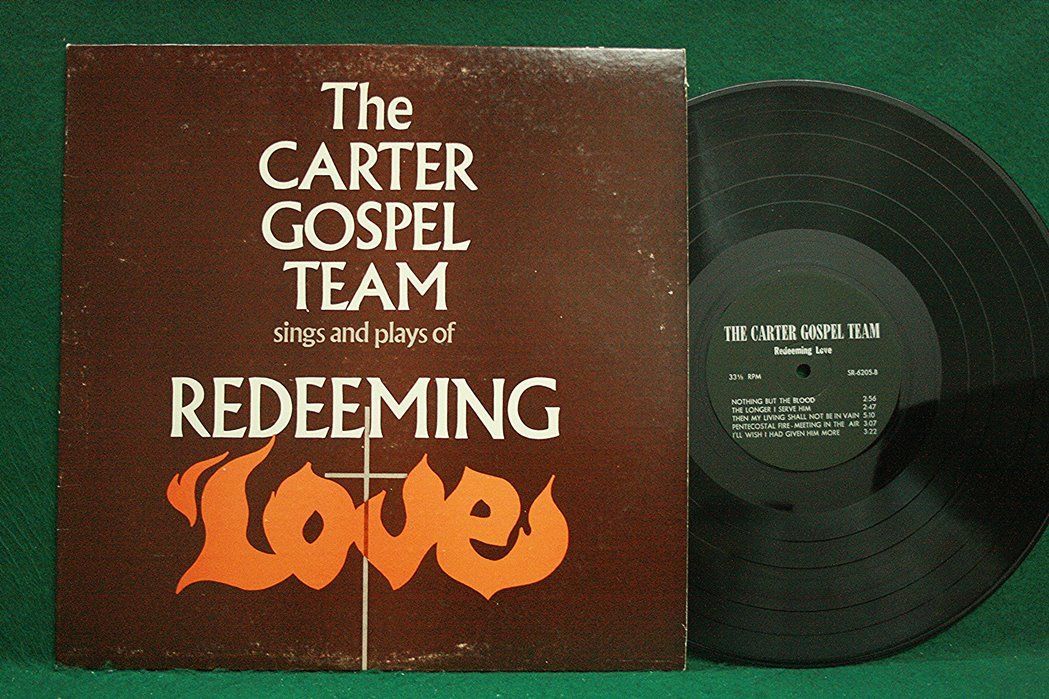 The
CARTER
GOSPEL
TEAM
sings and plays of
REDEEMING
Love
THE CARTER GOSPEL TEAM
Redeeming Love
33⅓ RPM SR-6205-B
NOTHING BUT THE BLOOD 2:56
THE LONGER I SERVE HIM 2:47
THEN MY LIVING SHALL NOT BE IN VAIN 5:10
PENTECOSTAL FIRE-MEETING IN THE AIR 3:07
I'LL WISH I HAD GIVEN HIM MORE 3:22